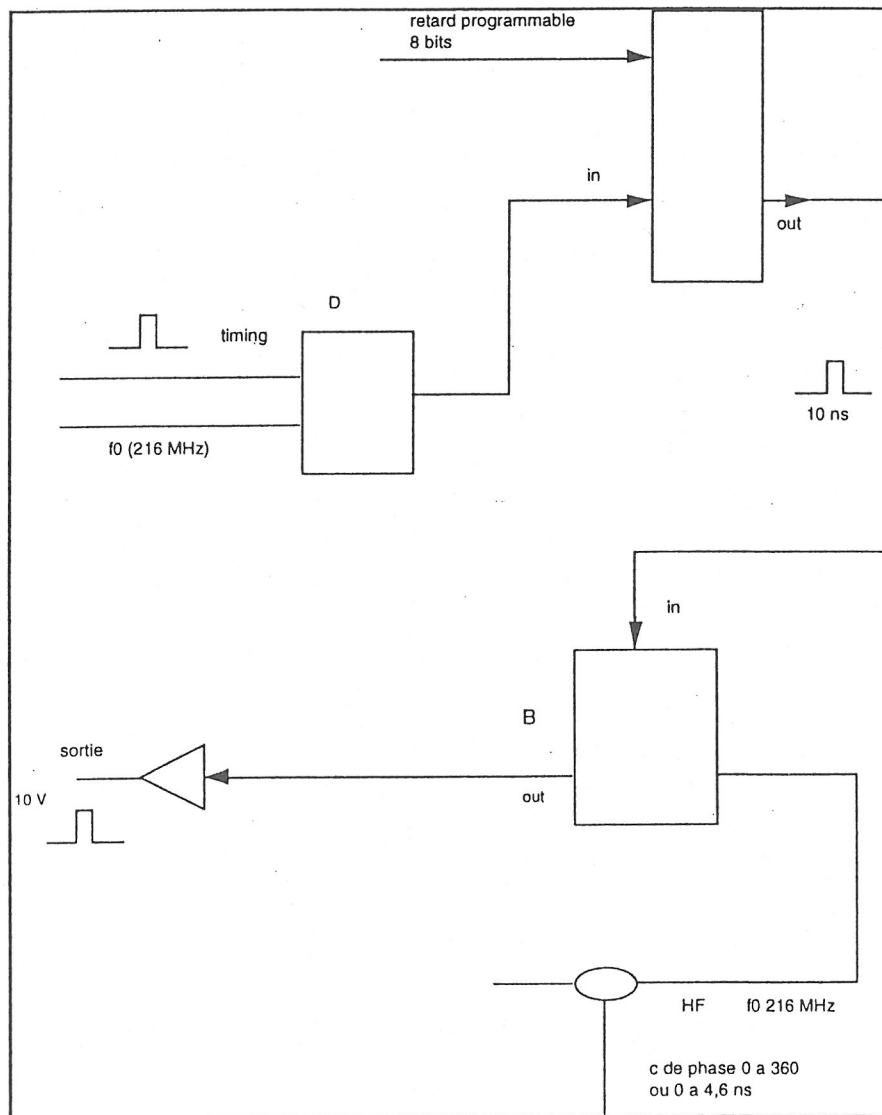 retard programmable
8 bits
in
out
D
timing
10 ns
f0 (216 MHz)
in
B
sortie
10 V
out
HF f0 216 MHz
c de phase 0 a 360
ou 0 a 4,6 ns